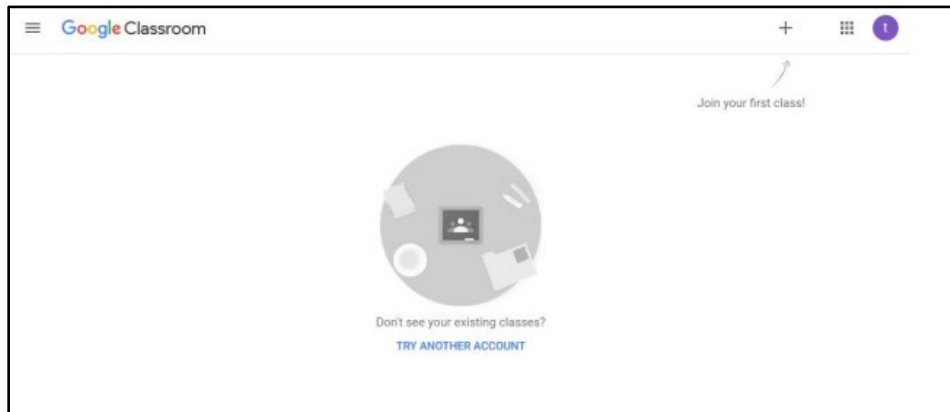 Google Classroom
t
Join your first class!
Don't see your existing classes?
TRY ANOTHER ACCOUNT